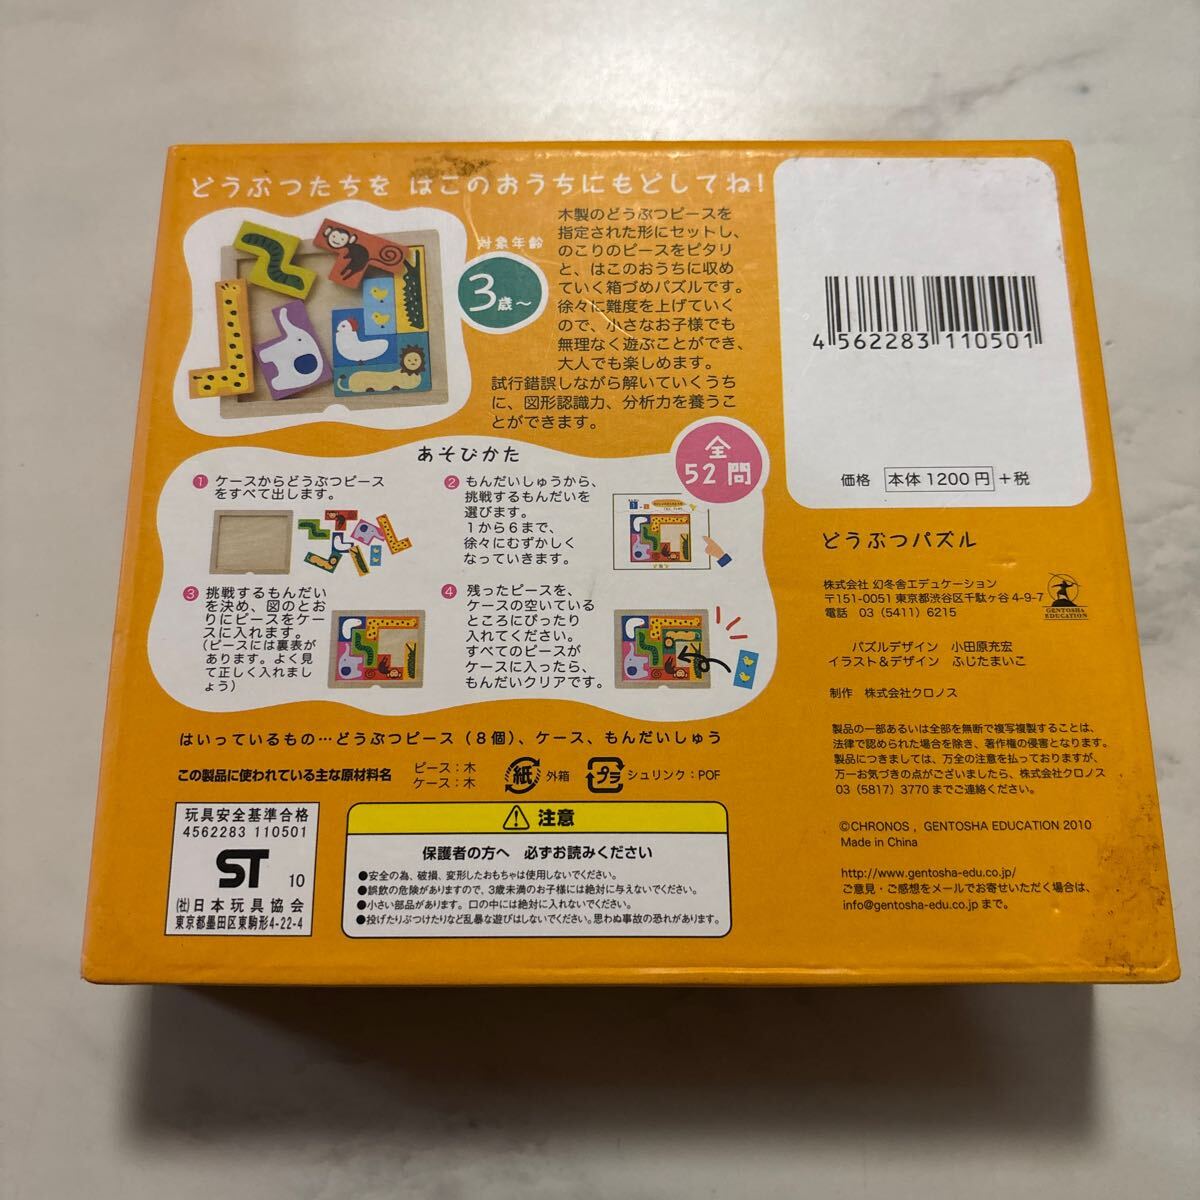 どうぶつたちを はこのおうちにもどしてね!
対象年齢
3歳〜
木製のどうぶつピースを
指定された形にセットし、
のこりのピースをピタリ
と、はこのおうちに収め
ていく箱づめパズルです。
徐々に難度を上げていく
ので、小さなお子様でも
無理なく遊ぶことができ、
大人でも楽しめます。
試行錯誤しながら解いていくうち
に、図形認識力、分析力を養うこ
とができます。
全
52問
あそびかた
① ケースからどうぶつピース
をすべて出します。
② もんだいしゅうから、
挑戦するもんだいを
選びます。
1から6まで、
徐々にむずかしく
なっていきます。
③ 挑戦するもんだい
を決め、図のとお
りにピースをケー
スに入れます。
(ピースには裏表が
あります。よく見
て正しく入れまし
ょう)
④ 残ったピースを、
ケースの空いている
ところにぴったり
入れてください。
すべてのピースが
ケースに入ったら、
もんだいクリアです。
はいっているもの…どうぶつピース(8個)、ケース、もんだいしゅう
この製品に使われている主な原材料名
ピース:木
ケース:木
紙 外箱
プラ シュリンク:POF
玩具安全基準合格
4562283 110501
ST 10
(社)日本玩具協会
東京都墨田区東駒形4-22-4
注意
保護者の方へ 必ずお読みください
●安全の為、破損、変形したおもちゃは使用しないでください。
●誤飲の危険がありますので、3歳未満のお子様には絶対に与えないでください。
●小さい部品があります。口の中には絶対に入れないでください。
●投げたりぶつけたりなど乱暴な遊びはしないでください。思わぬ事故の恐れがあります。
4 562283 110501
価格 本体1200円 +税
どうぶつパズル
株式会社 幻冬舎エデュケーション
〒151-0051 東京都渋谷区千駄ヶ谷4-9-7
電話 03 (5411) 6215
GENTOSHA
EDUCATION
パズルデザイン 小田原充宏
イラスト&デザイン ふじたまいこ
制作 株式会社クロノス
製品の一部あるいは全部を無断で複写複製することは、
法律で認められた場合を除き、著作権の侵害となります。
製品につきましては、万全の注意を払っておりますが、
万一お気づきの点がございましたら、株式会社クロノス
03 (5817) 3770 までご連絡ください。
©CHRONOS , GENTOSHA EDUCATION 2010
Made in China
http://www.gentosha-edu.co.jp/
ご意見・ご感想をメールでお寄せいただく場合は、
info@gentosha-edu.co.jp まで。